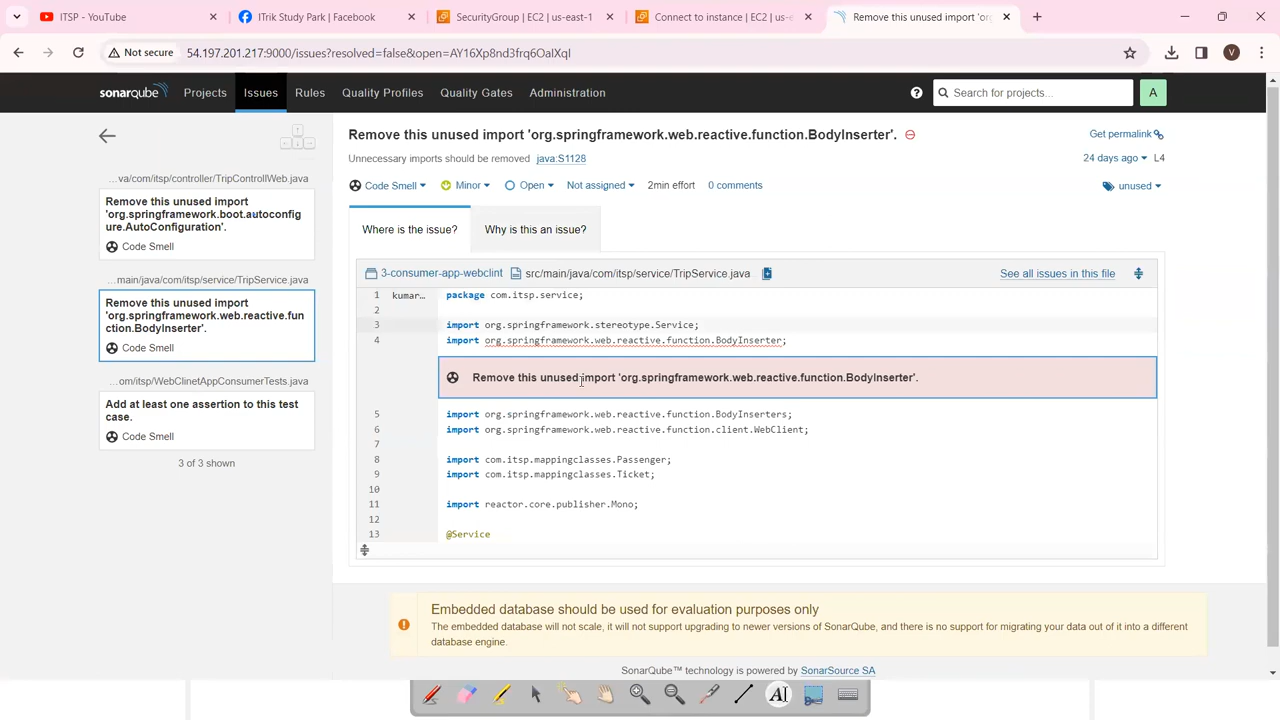 ITSP - YouTube
ITrik Study Park | Facebook
SecurityGroup | EC2 | us-east-1
Connect to instance | EC2 | us-e
Remove this unused import 'or
Not secure
54.197.201.217:9000/issues?resolved=false&open=AY16Xp8nd3frq6OaIXqI
V
sonarqube
Projects
Issues
Rules
Quality Profiles
Quality Gates
Administration
Search for projects...
A
Remove this unused import 'org.springframework.web.reactive.function.BodyInserter'.
Get permalink
Unnecessary imports should be removed java:S1128
24 days ago
L4
Code Smell
Minor
Open
Not assigned
2min effort
0 comments
unused
…va/com/itsp/controller/TripControllWeb.java
Remove this unused import
'org.springframework.boot.autoconfig
ure.AutoConfiguration'.
Code Smell
…main/java/com/itsp/service/TripService.java
Remove this unused import
'org.springframework.web.reactive.fun
ction.BodyInserter'.
Code Smell
…om/itsp/WebClinetAppConsumerTests.java
Add at least one assertion to this test
case.
Code Smell
3 of 3 shown
Where is the issue?
Why is this an issue?
3-consumer-app-webclint
src/main/java/com/itsp/service/TripService.java
See all issues in this file
1 kumar… package com.itsp.service;
2
3 import org.springframework.stereotype.Service;
4 import org.springframework.web.reactive.function.BodyInserter;
Remove this unused import 'org.springframework.web.reactive.function.BodyInserter'.
5 import org.springframework.web.reactive.function.BodyInserters;
6 import org.springframework.web.reactive.function.client.WebClient;
7
8 import com.itsp.mappingclasses.Passenger;
9 import com.itsp.mappingclasses.Ticket;
10
11 import reactor.core.publisher.Mono;
12
13 @Service
Embedded database should be used for evaluation purposes only
The embedded database will not scale, it will not support upgrading to newer versions of SonarQube, and there is no support for migrating your data out of it into a different
database engine.
SonarQube™ technology is powered by SonarSource SA
AI